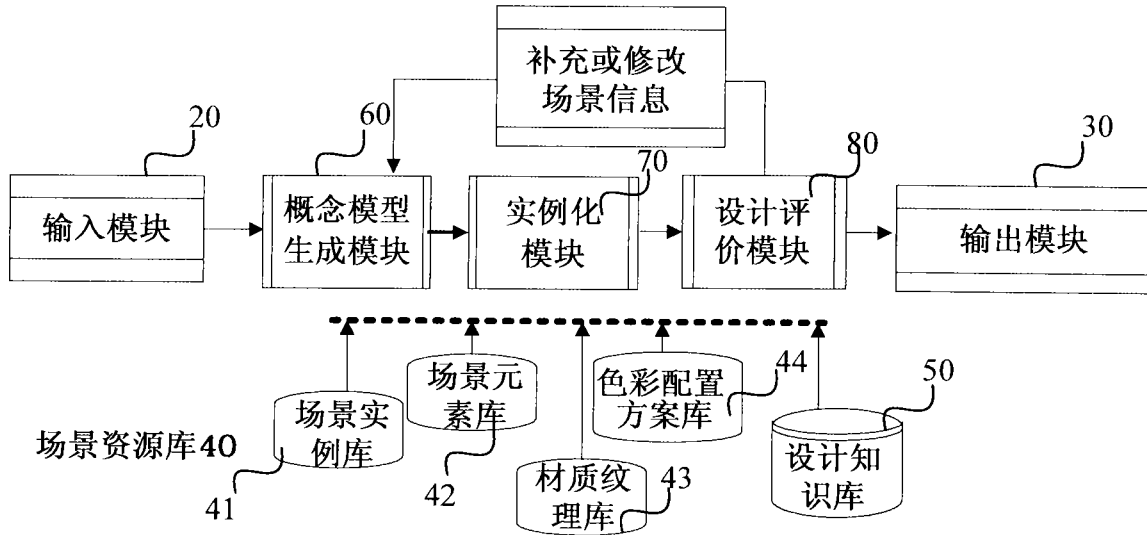 补充或修改
场景信息
20
60
70
80
30
输入模块
概念模型
生成模块
实例化
模块
设计评
价模块
输出模块
场景实
例库
场景元
素库
材质纹
理库
色彩配置
方案库
44
50
设计知
识库
场景资源库40
41
42
43